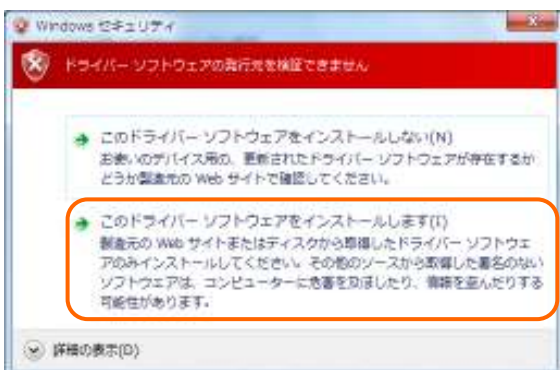 Windows セキュリティ
ドライバー ソフトウェアの発行元を検証できません
このドライバー ソフトウェアをインストールしない(N)
お使いのデバイス用の、更新されたドライバー ソフトウェアが存在するか
どうか製造元の Web サイトで確認してください。
このドライバー ソフトウェアをインストールします(I)
製造元の Web サイトまたはディスクから取得したドライバー ソフトウェ
アのみインストールしてください。その他のソースから取得した署名のない
ソフトウェアは、コンピューターに危害を及ぼしたり、情報を盗んだりする
可能性があります。
詳細の表示(D)